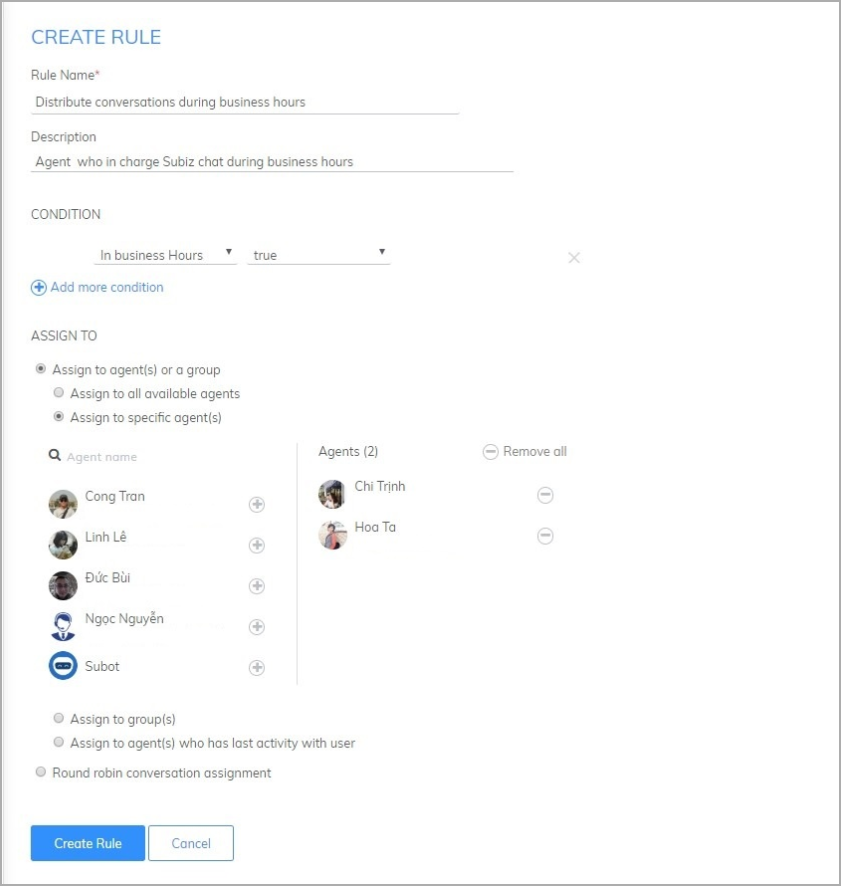 CREATE RULE
Rule Name*
Distribute conversations during business hours
Description
Agent who in charge Subiz chat during business hours
CONDITION
In business Hours true
Add more condition
ASSIGN TO
Assign to agent(s) or a group
Assign to all available agents
Assign to specific agent(s)
Agent name
Cong Tran
Linh Lê
Đức Bùi
Ngọc Nguyễn
Subot
Agents (2) Remove all
Chi Trịnh
Hoa Ta
Assign to group(s)
Assign to agent(s) who has last activity with user
Round robin conversation assignment
Create Rule Cancel